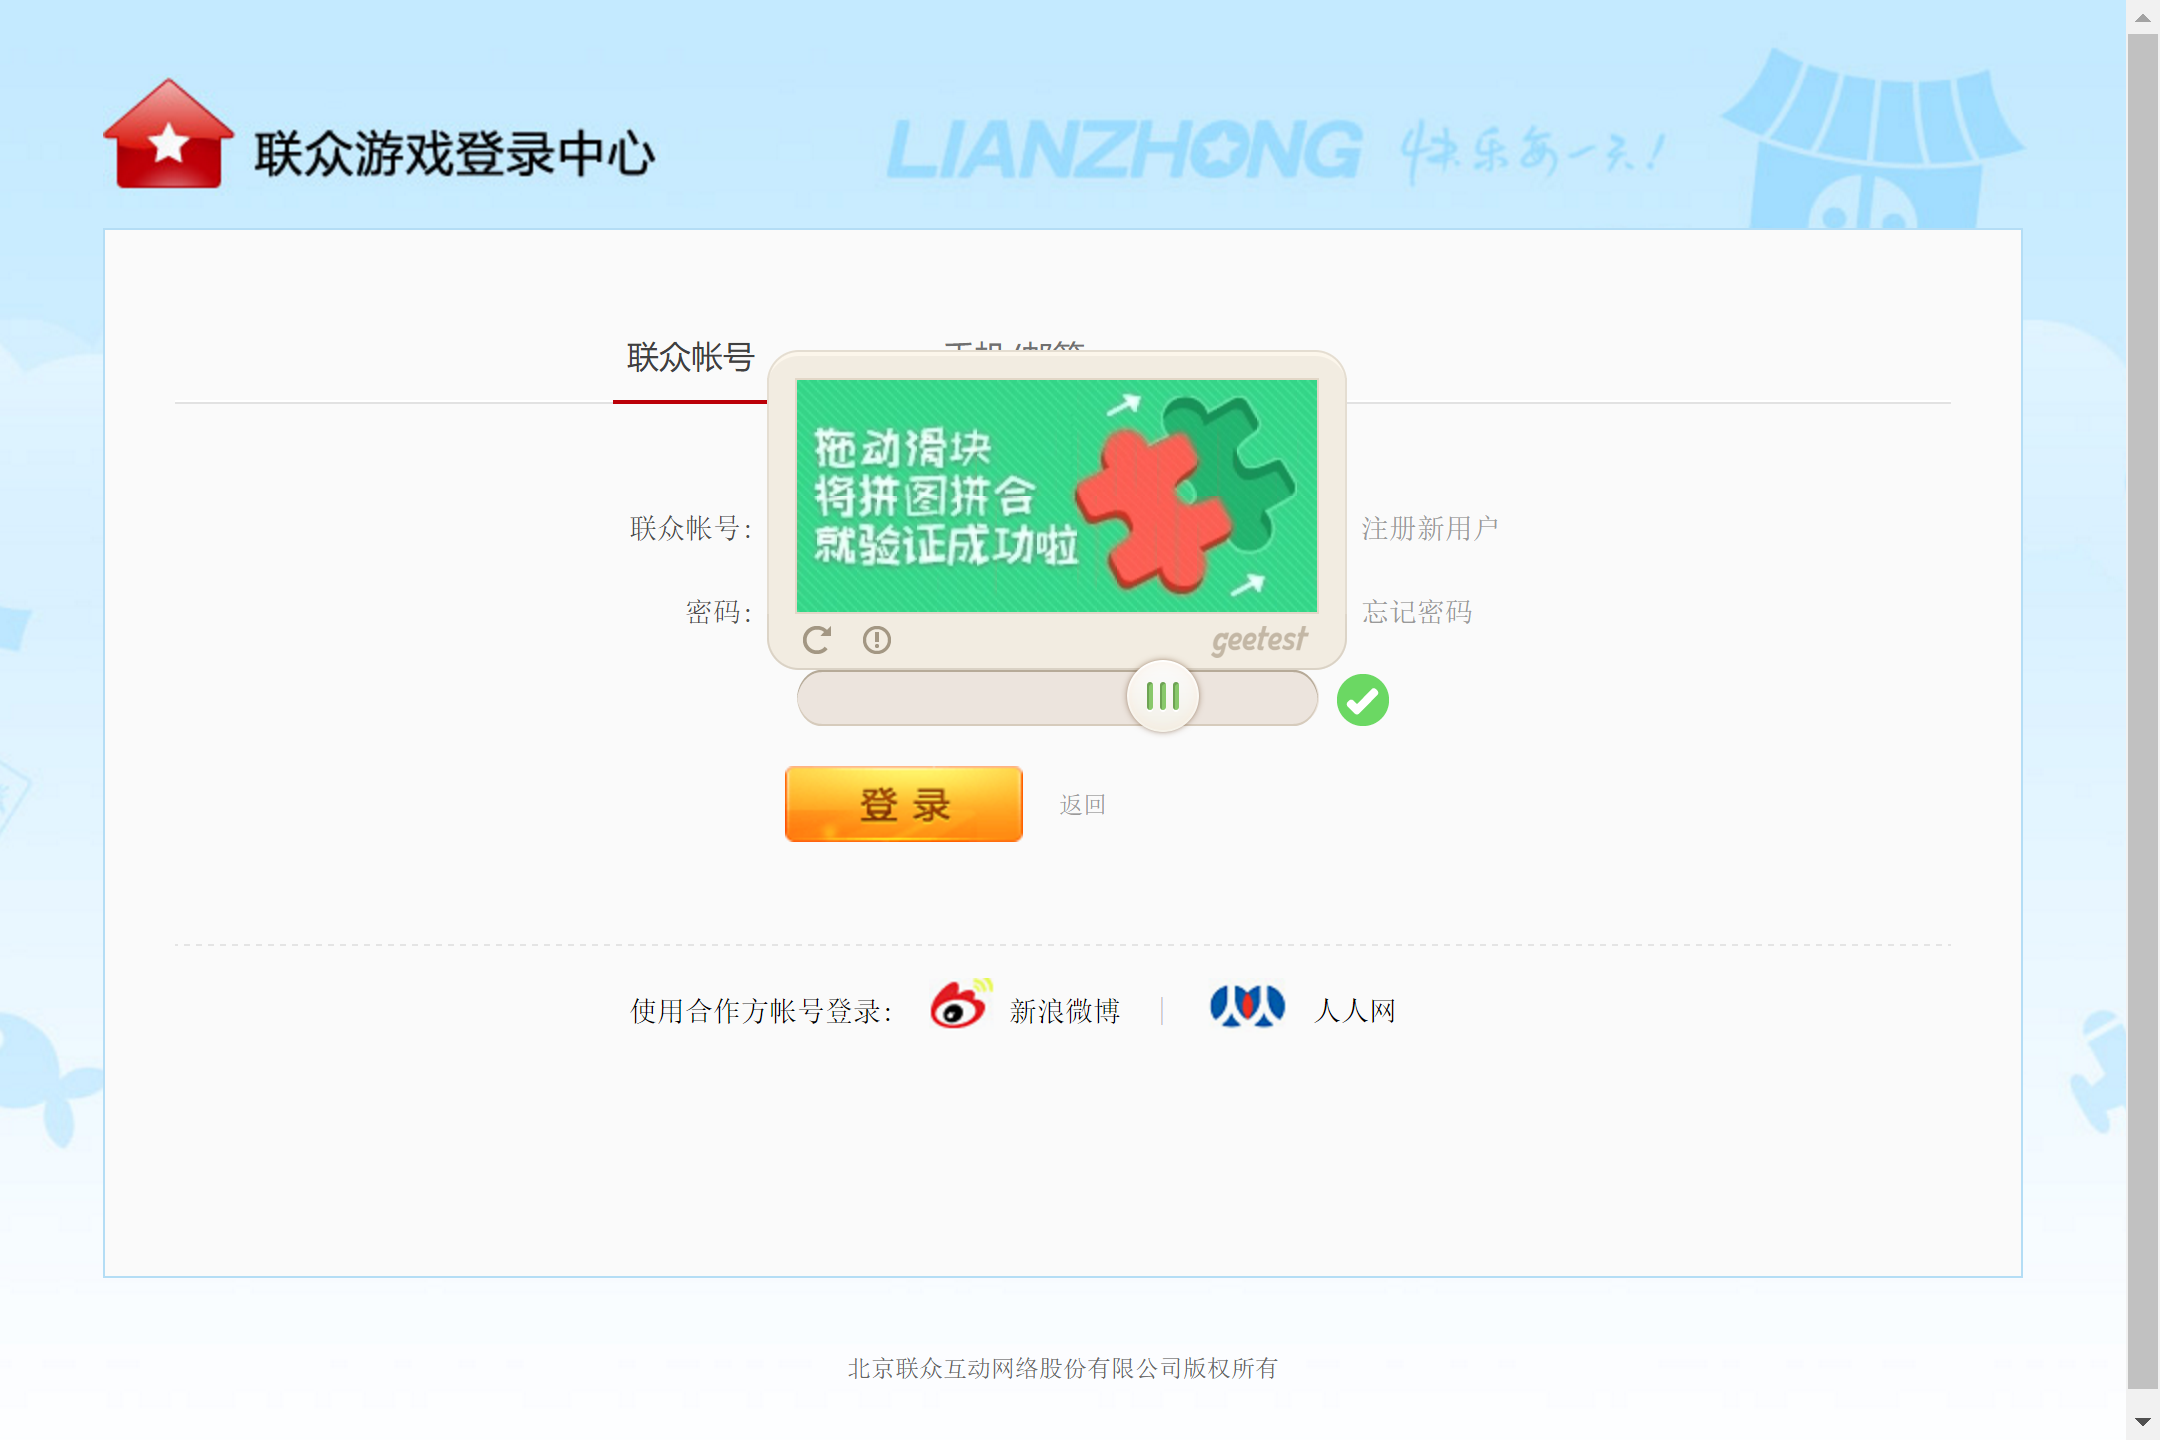 联众游戏登录中心
LIANZHONG 快乐每一天!
联众帐号
手机/邮箱
拖动滑块
将拼图拼合
就验证成功啦
联众帐号:
注册新用户
密码:
忘记密码
geetest
登录
返回
使用合作方帐号登录:
新浪微博
人人网
北京联众互动网络股份有限公司版权所有